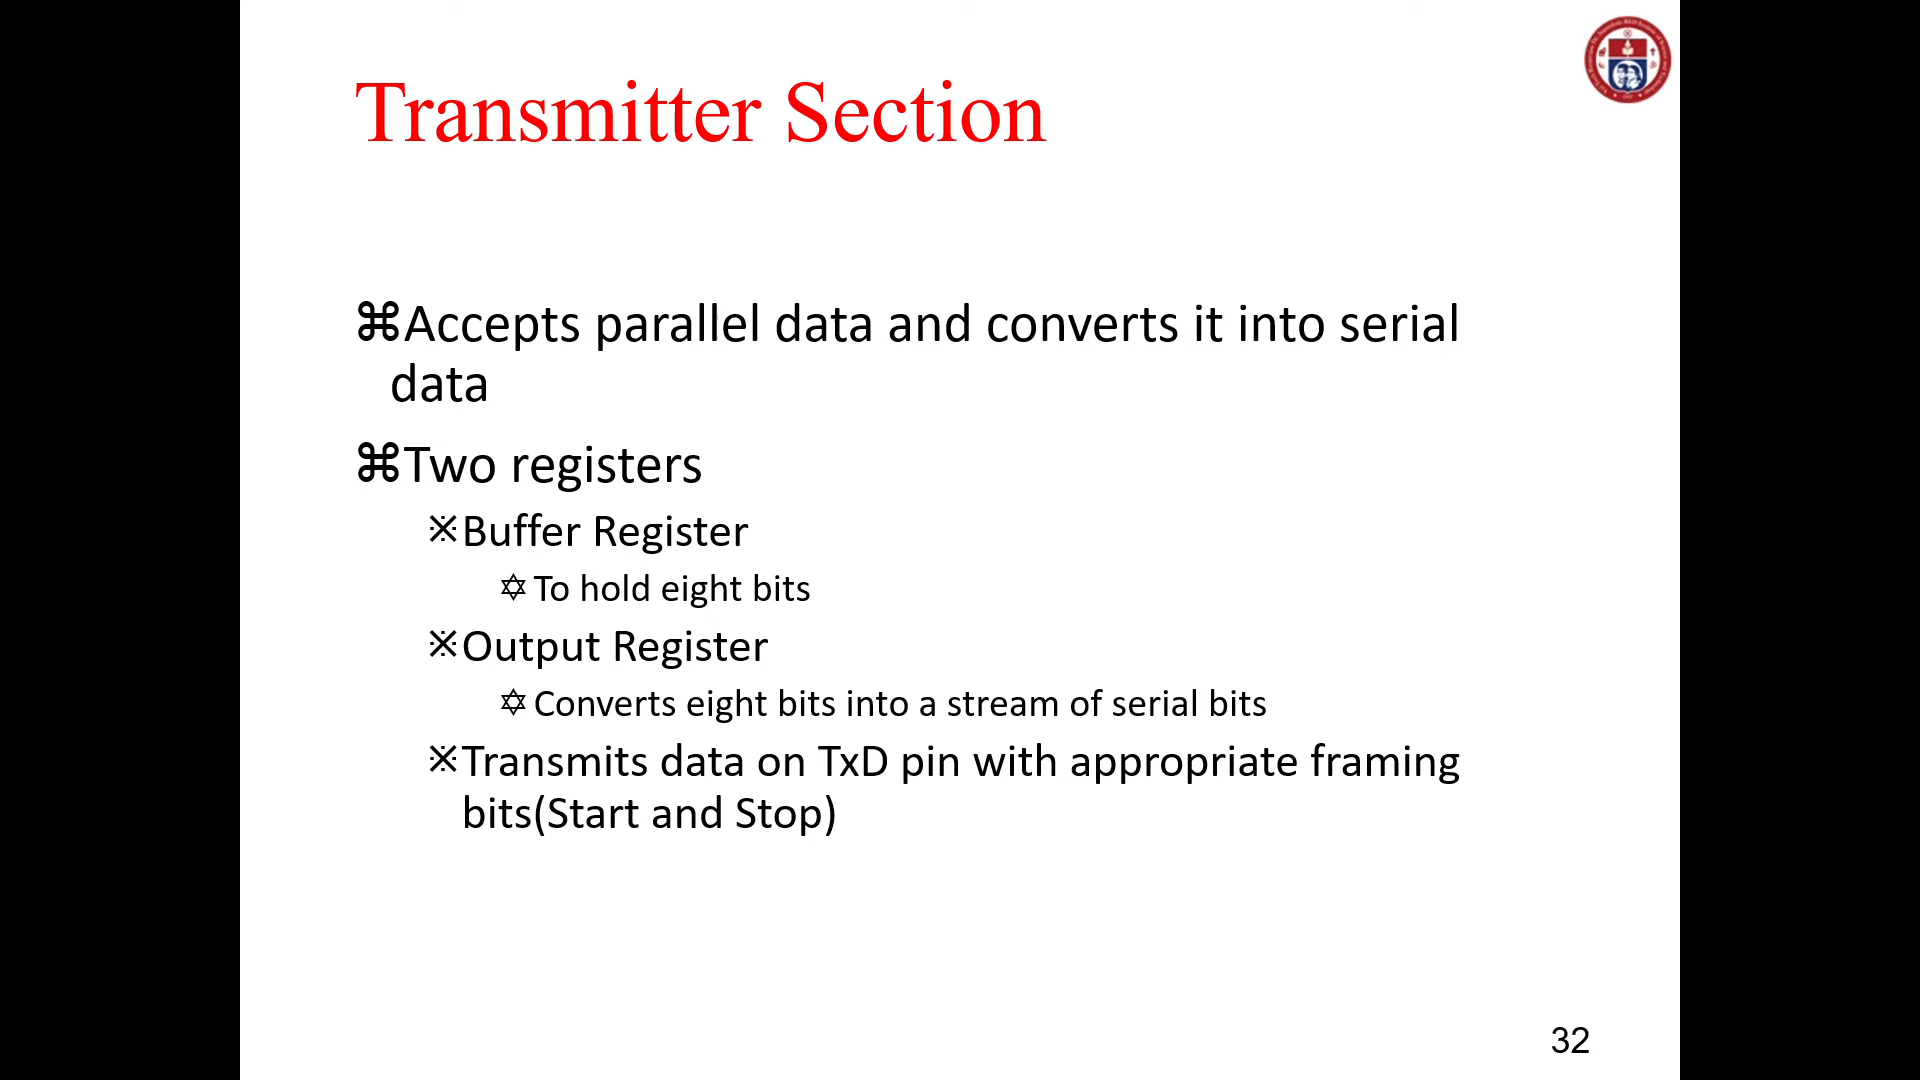 Transmitter Section
⌘Accepts parallel data and converts it into serial
data
⌘Two registers
※Buffer Register
✡To hold eight bits
※Output Register
✡Converts eight bits into a stream of serial bits
※Transmits data on TxD pin with appropriate framing
bits(Start and Stop)
32